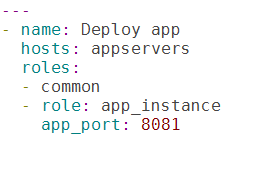 ---
- name: Deploy app
  hosts: appservers
  roles:
  - common
  - role: app_instance
    app_port: 8081